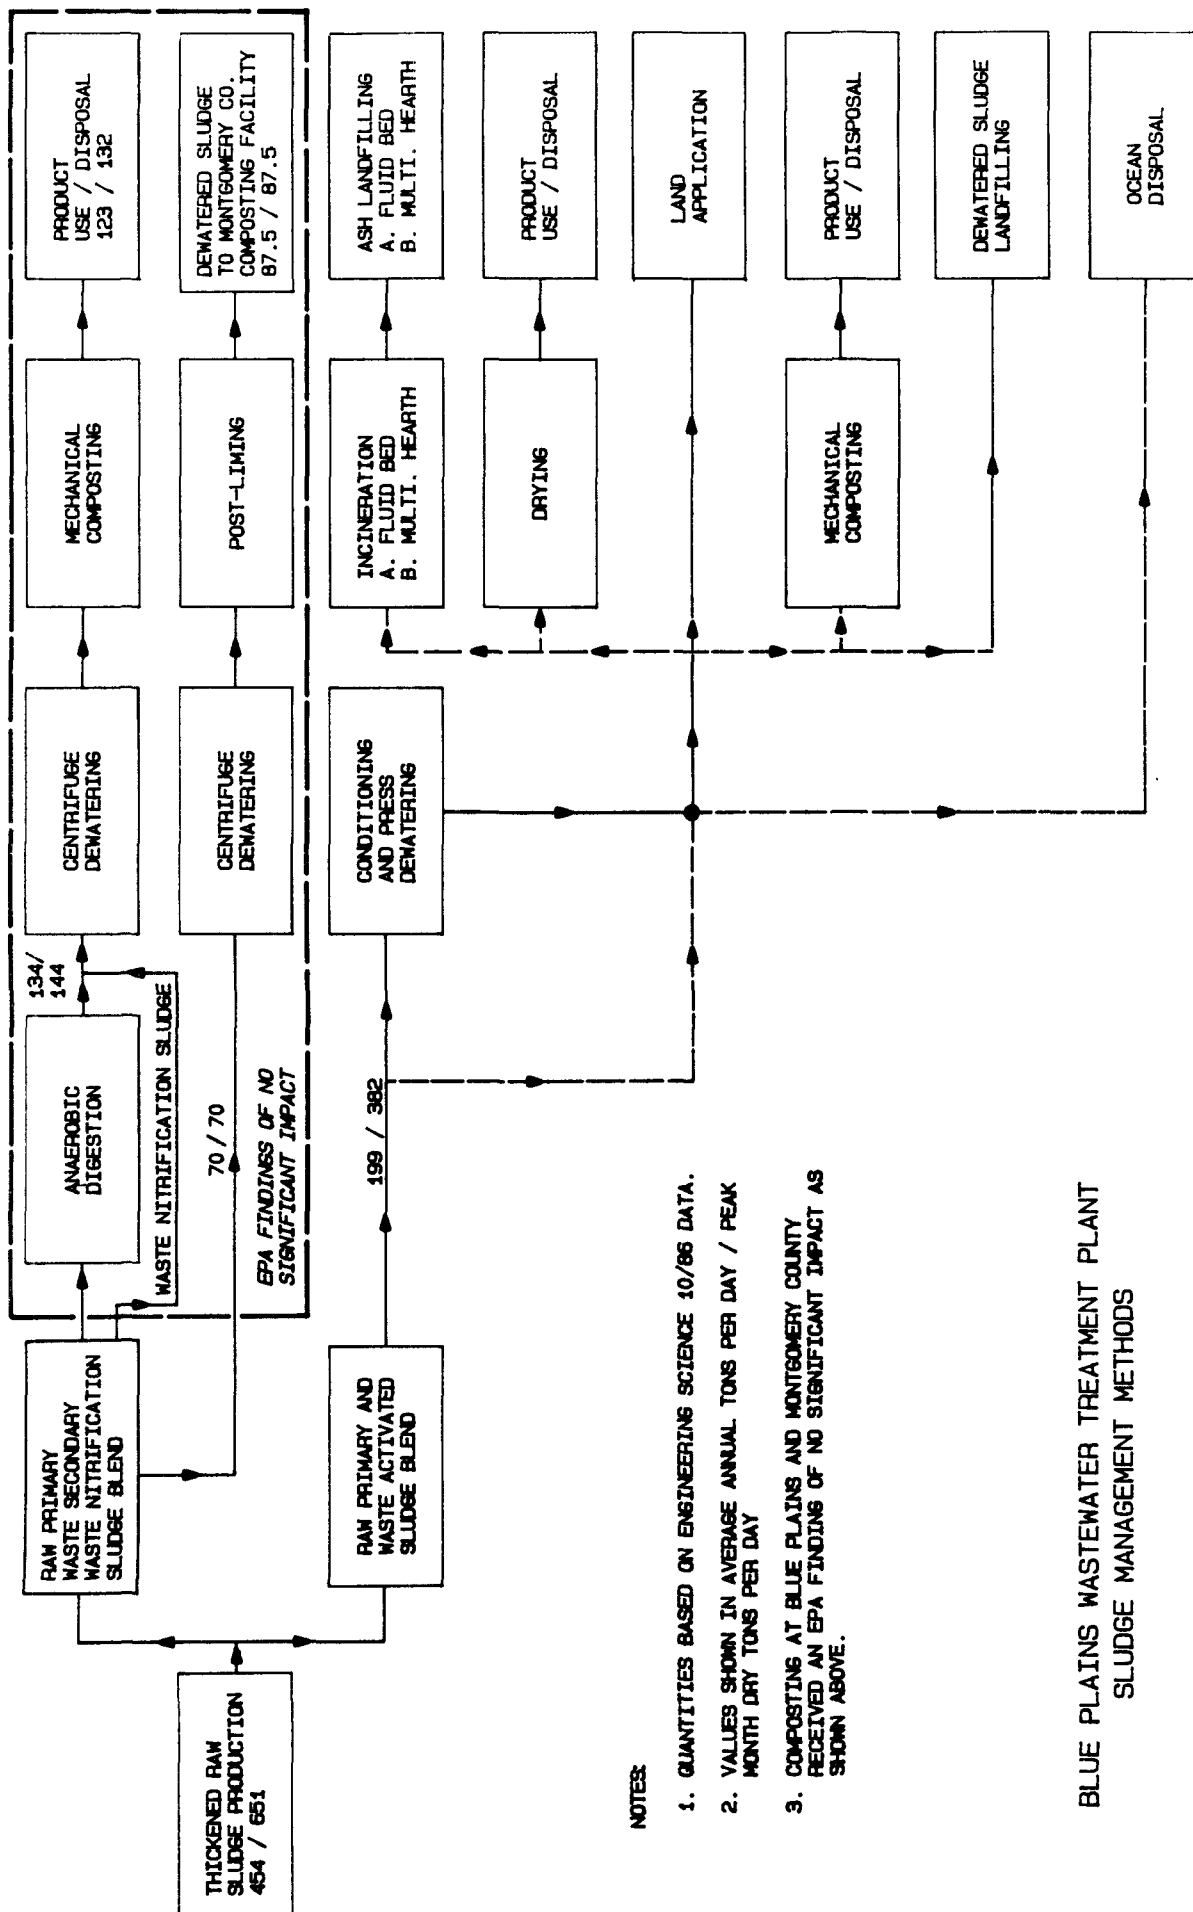 THICKENED RAW
SLUDGE PRODUCTION
454 / 651
RAW PRIMARY
WASTE SECONDARY
WASTE NITRIFICATION
SLUDGE BLEND
ANAEROBIC
DIGESTION
134/
144
WASTE NITRIFICATION SLUDGE
CENTRIFUGE
DEWATERING
MECHANICAL
COMPOSTING
PRODUCT
USE / DISPOSAL
123 / 132
70 / 70
CENTRIFUGE
DEWATERING
POST-LIMING
DEWATERED SLUDGE
TO MONTGOMERY CO.
COMPOSTING FACILITY
87.5 / 87.5
EPA FINDINGS OF NO
SIGNIFICANT IMPACT
RAW PRIMARY AND
WASTE ACTIVATED
SLUDGE BLEND
199 / 382
CONDITIONING
AND PRESS
DEWATERING
INCINERATION
A. FLUID BED
B. MULTI. HEARTH
ASH LANDFILLING
A. FLUID BED
B. MULTI. HEARTH
DRYING
PRODUCT
USE / DISPOSAL
LAND
APPLICATION
MECHANICAL
COMPOSTING
PRODUCT
USE / DISPOSAL
DEWATERED SLUDGE
LANDFILLING
OCEAN
DISPOSAL
NOTES:
1. QUANTITIES BASED ON ENGINEERING SCIENCE 10/86 DATA.
2. VALUES SHOWN IN AVERAGE ANNUAL TONS PER DAY / PEAK
MONTH DRY TONS PER DAY
3. COMPOSTING AT BLUE PLAINS AND MONTGOMERY COUNTY
RECEIVED AN EPA FINDING OF NO SIGNIFICANT IMPACT AS
SHOWN ABOVE.
BLUE PLAINS WASTEWATER TREATMENT PLANT
SLUDGE MANAGEMENT METHODS